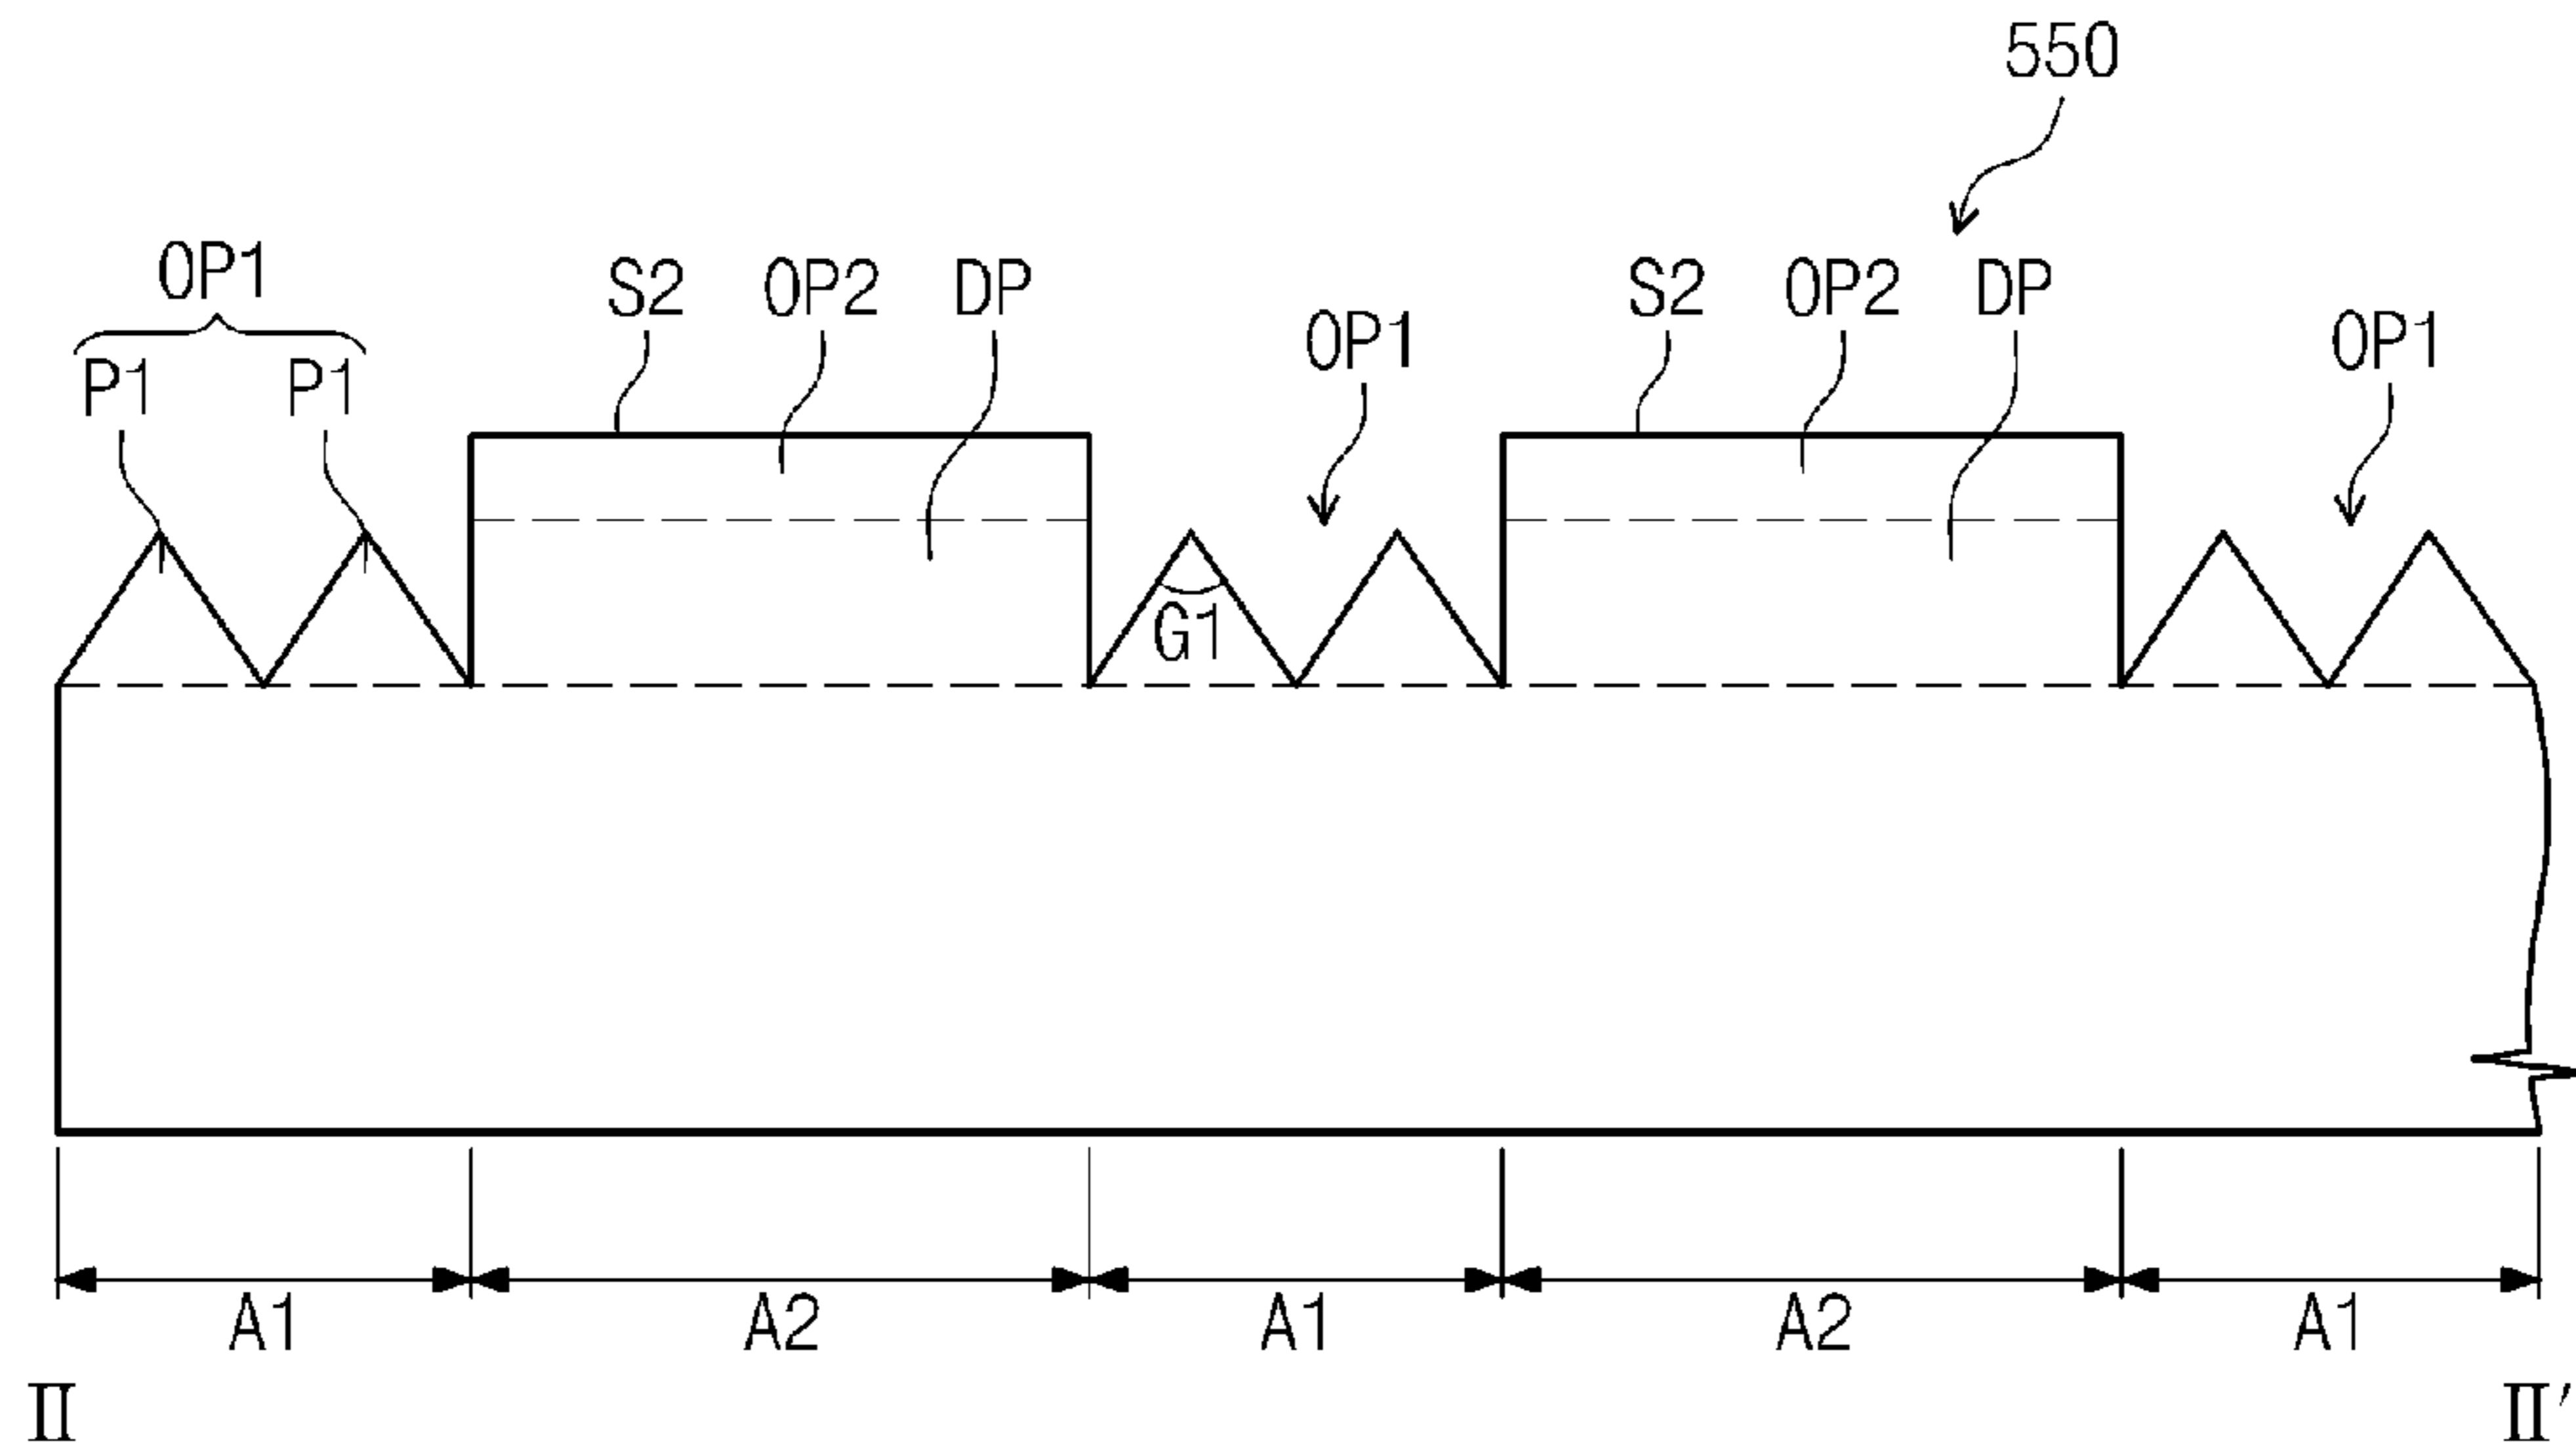 550
OP1 S2 OP2 DP S2 OP2 DP
OP1 OP1
P1 P1
G1
A1 A2 A1 A2 A1
II II'